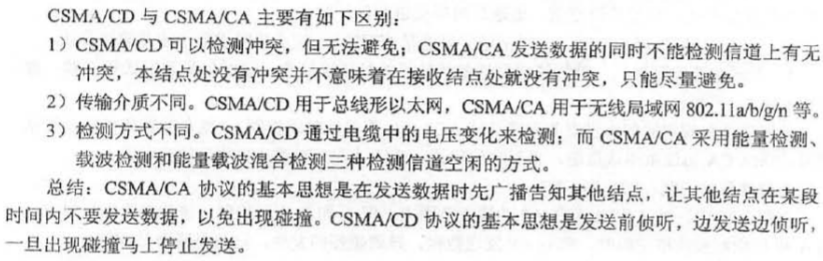 CSMA/CD 与 CSMA/CA 主要有如下区别：
1）CSMA/CD 可以检测冲突，但无法避免；CSMA/CA 发送数据的同时不能检测信道上有无
冲突，本结点处没有冲突并不意味着在接收结点处就没有冲突，只能尽量避免。
2）传输介质不同。CSMA/CD 用于总线形以太网，CSMA/CA 用于无线局域网 802.11a/b/g/n 等。
3）检测方式不同。CSMA/CD 通过电缆中的电压变化来检测；而 CSMA/CA 采用能量检测、
载波检测和能量载波混合检测三种检测信道空闲的方式。
总结：CSMA/CA 协议的基本思想是在发送数据时先广播告知其他结点，让其他结点在某段
时间内不要发送数据，以免出现碰撞。CSMA/CD 协议的基本思想是发送前侦听，边发送边侦听，
一旦出现碰撞马上停止发送。